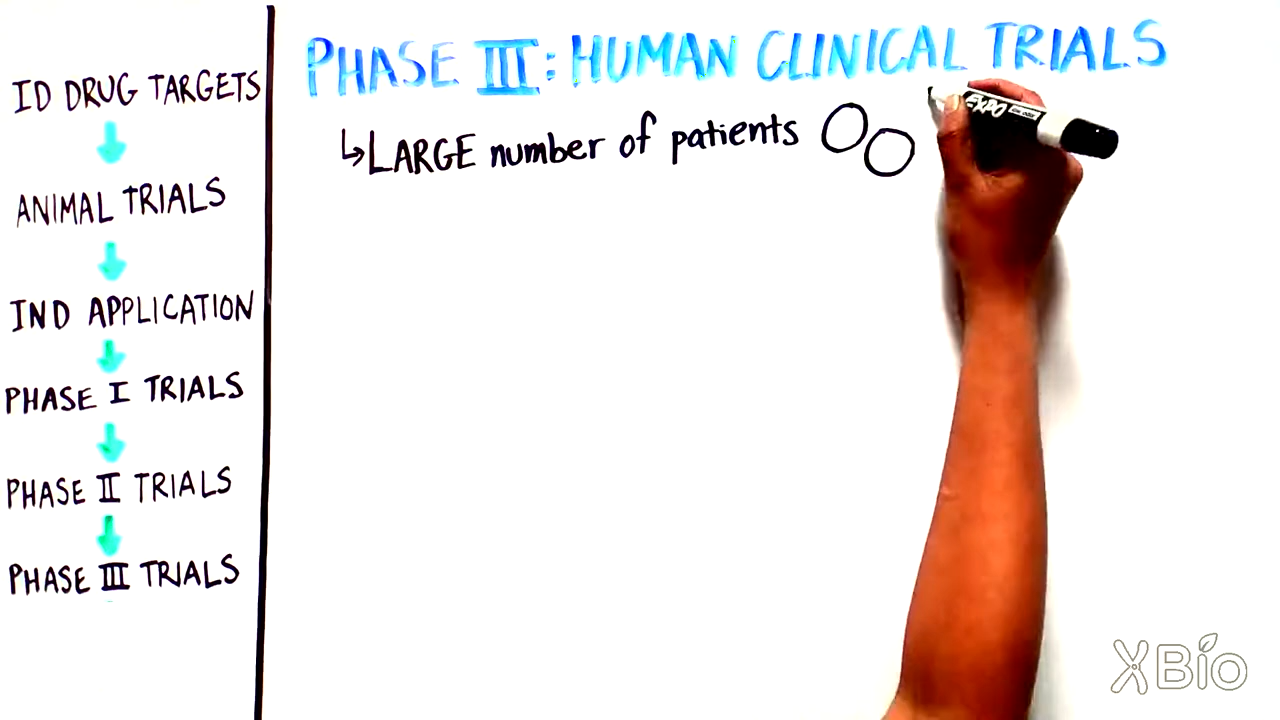 ID DRUG TARGETS
ANIMAL TRIALS
IND APPLICATION
PHASE I TRIALS
PHASE II TRIALS
PHASE III TRIALS
PHASE III: HUMAN CLINICAL TRIALS
↳LARGE number of patients
EXPO
XBio